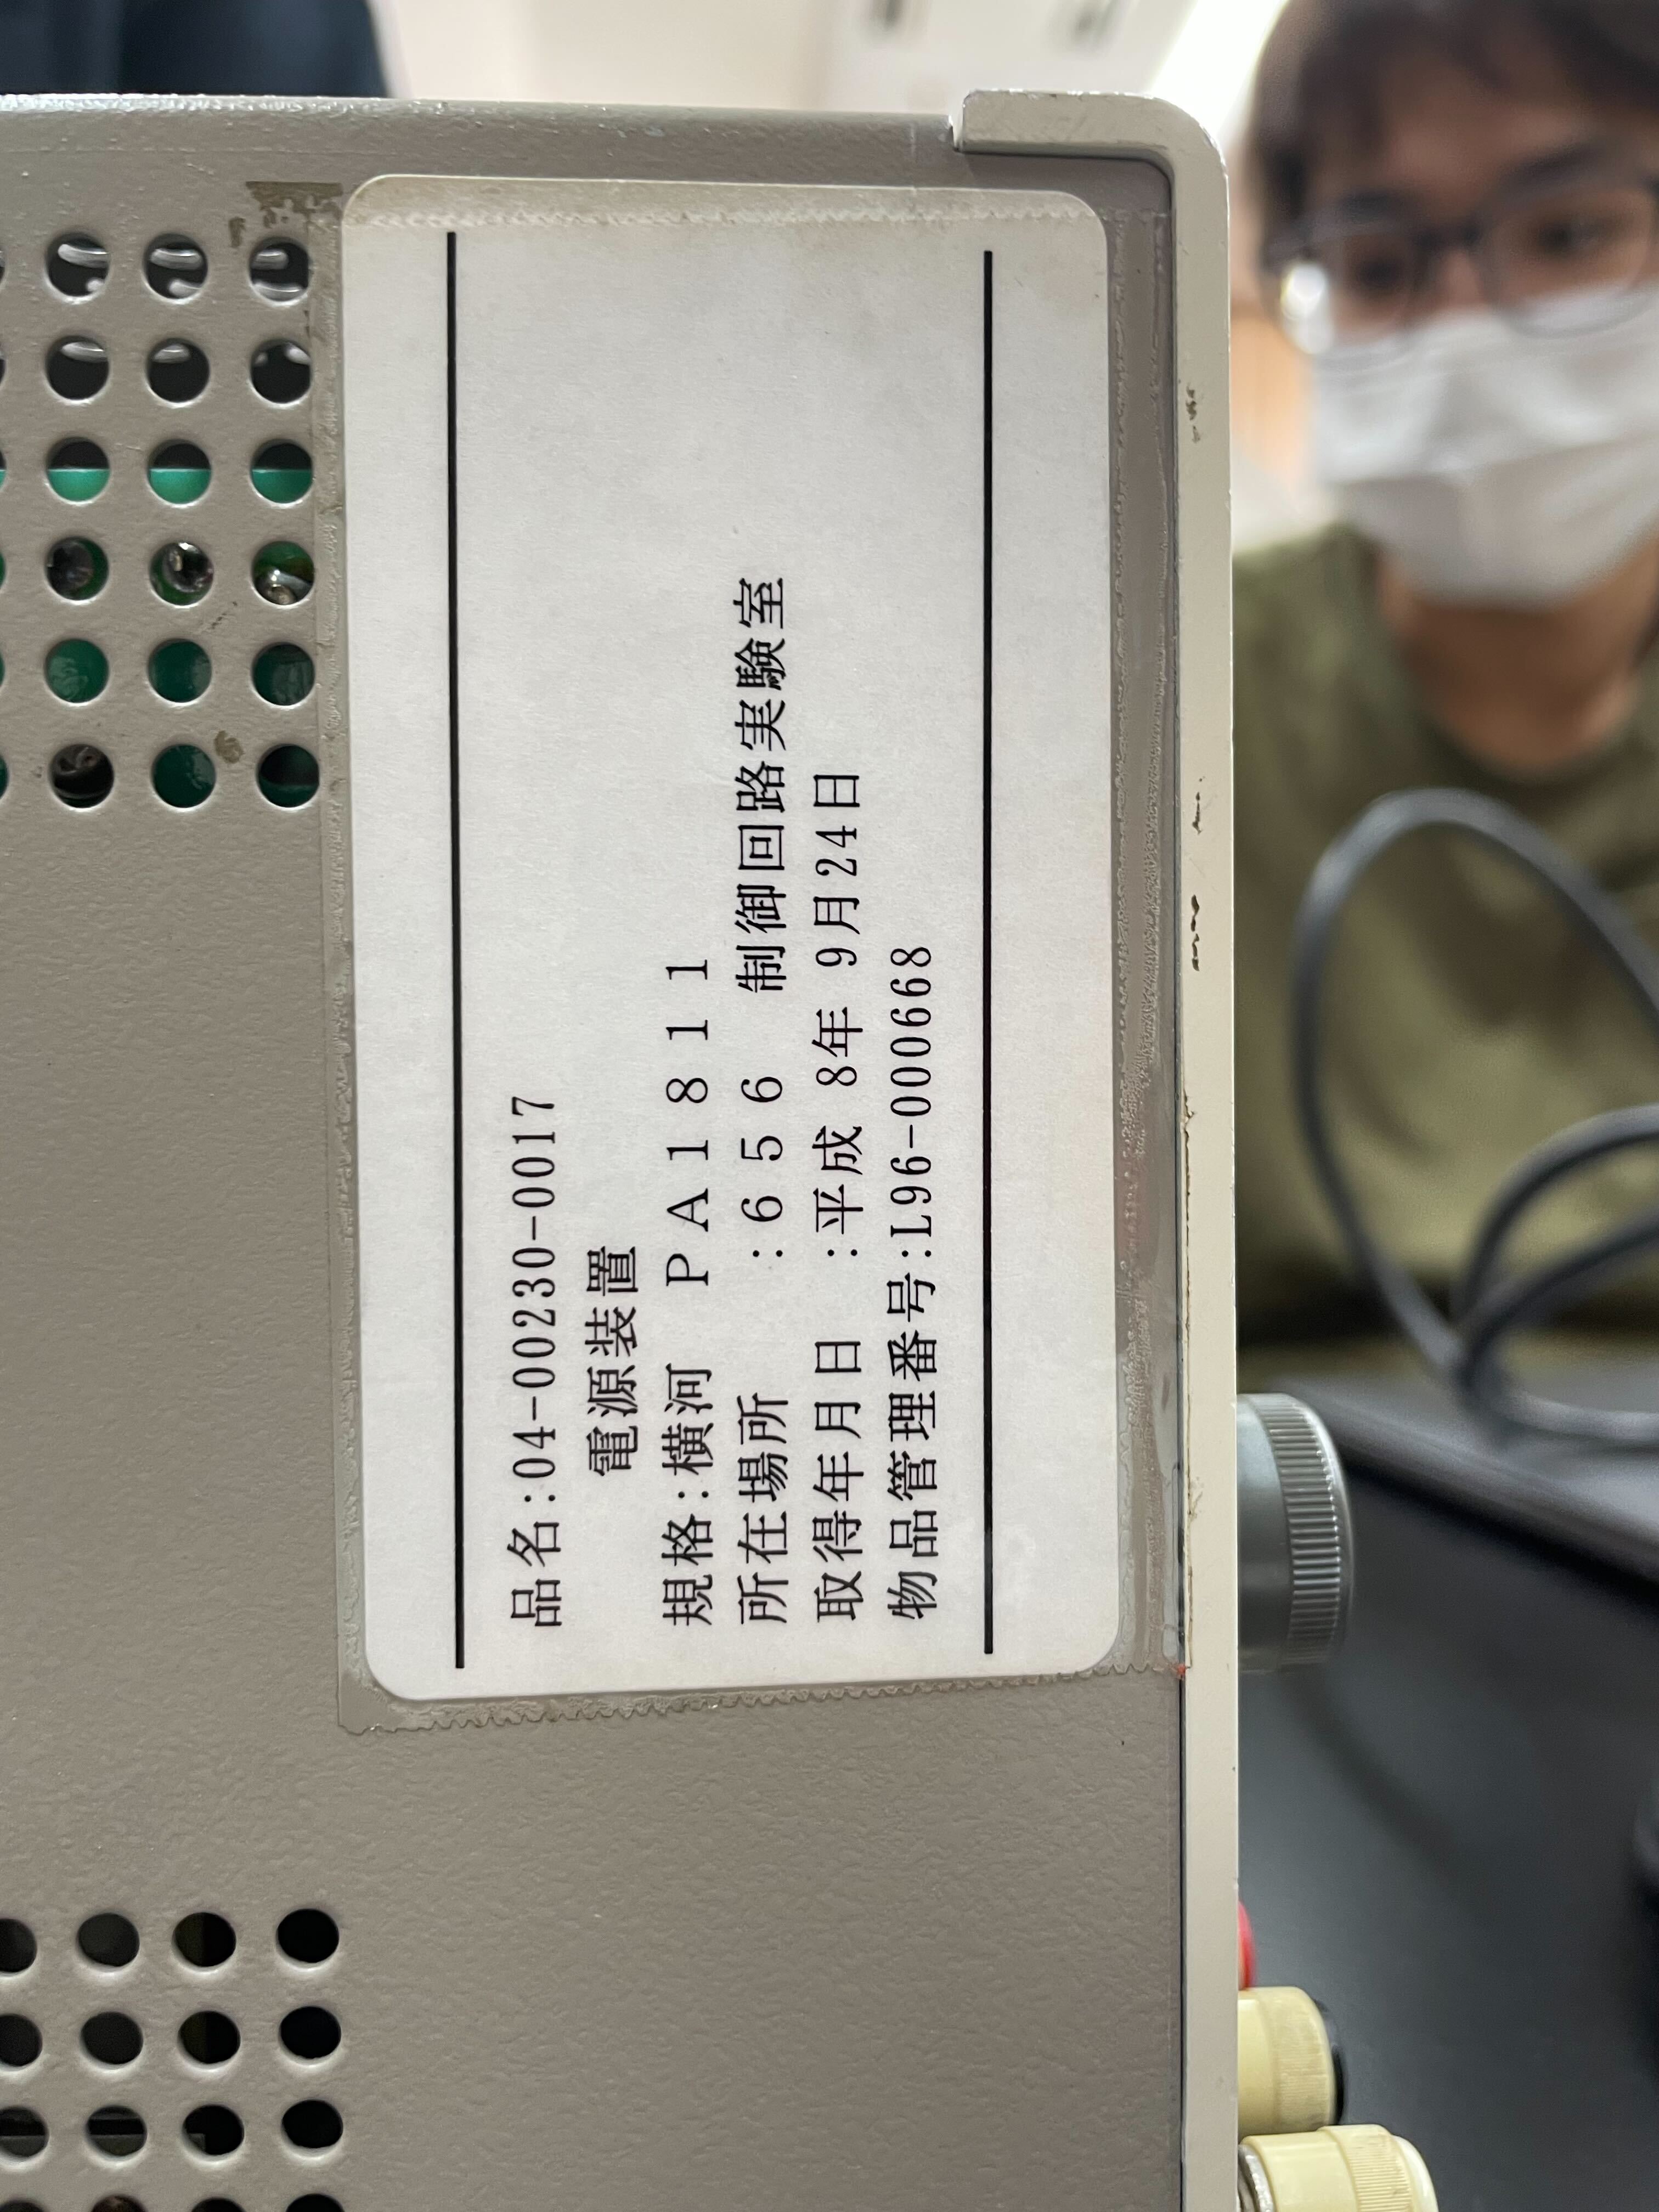 品名:04-00230-0017
電源装置
規格:横河 PA1811
所在場所 :656 制御回路実験室
取得年月日 :平成 8年 9月24日
物品管理番号:L96-000668